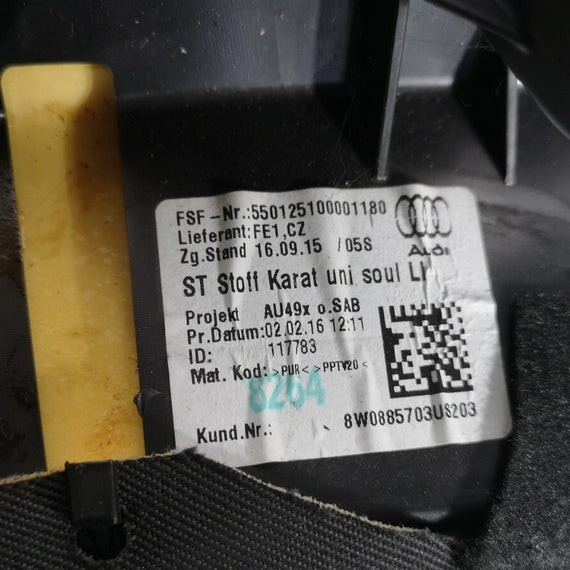 FSF-Nr.:550125100001180
Lieferant:FE1,CZ
Zg.Stand 16.09.15 /05S
Audi
ST Stoff Karat uni soul LI
Projekt AU49x o.SAB
Pr.Datum:02.02.16 12:11
ID: 117783
Mat. Kod: >PUR< >PPTV20<
8264
Kund.Nr.: 8W0885703US203